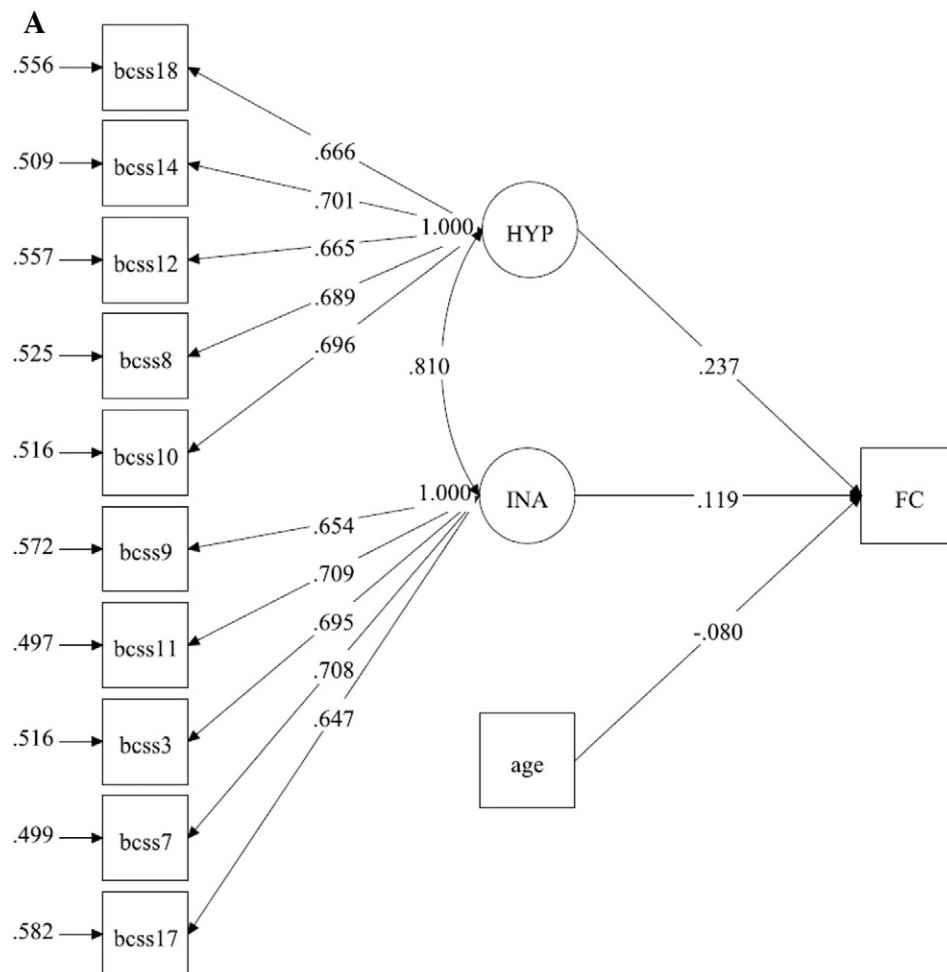 A
.556
bcss18
.666
.509
bcss14
.701
1.000
HYP
.557
bcss12
.665
.689
.525
bcss8
.696
.810
.237
.516
bcss10
1.000
INA
.119
FC
.654
.572
bcss9
.709
.695
-.080
.497
bcss11
.708
.647
.516
bcss3
age
.499
bcss7
.582
bcss17